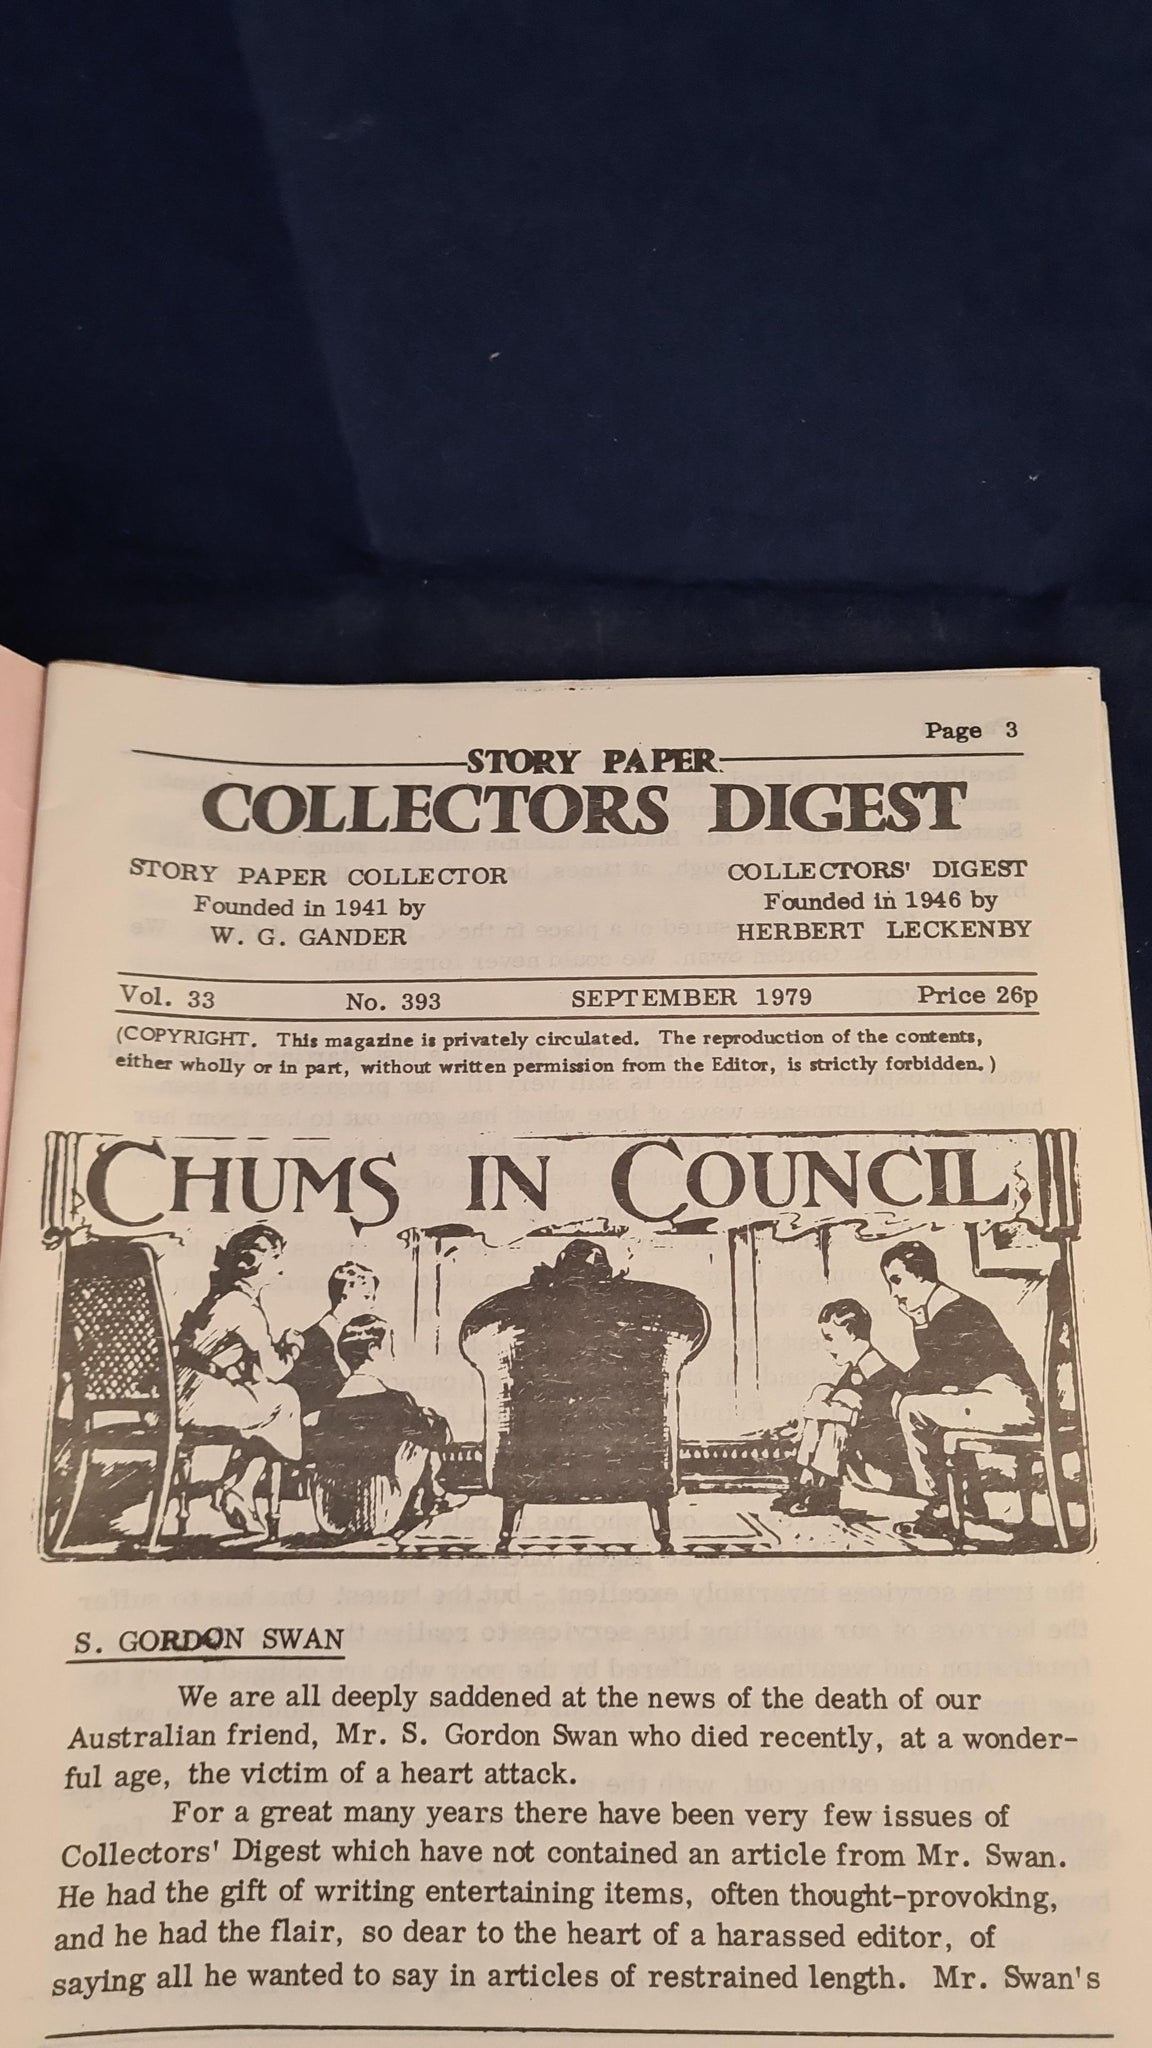 Page 3
STORY PAPER
COLLECTORS DIGEST
STORY PAPER COLLECTOR
Founded in 1941 by
W. G. GANDER
COLLECTORS' DIGEST
Founded in 1946 by
HERBERT LECKENBY
Vol. 33 No. 393 SEPTEMBER 1979 Price 26p
(COPYRIGHT. This magazine is privately circulated. The reproduction of the contents,
either wholly or in part, without written permission from the Editor, is strictly forbidden.)
CHUMS IN COUNCIL
S. GORDON SWAN
We are all deeply saddened at the news of the death of our
Australian friend, Mr. S. Gordon Swan who died recently, at a wonder-
ful age, the victim of a heart attack.
For a great many years there have been very few issues of
Collectors' Digest which have not contained an article from Mr. Swan.
He had the gift of writing entertaining items, often thought-provoking,
and he had the flair, so dear to the heart of a harassed editor, of
saying all he wanted to say in articles of restrained length. Mr. Swan's